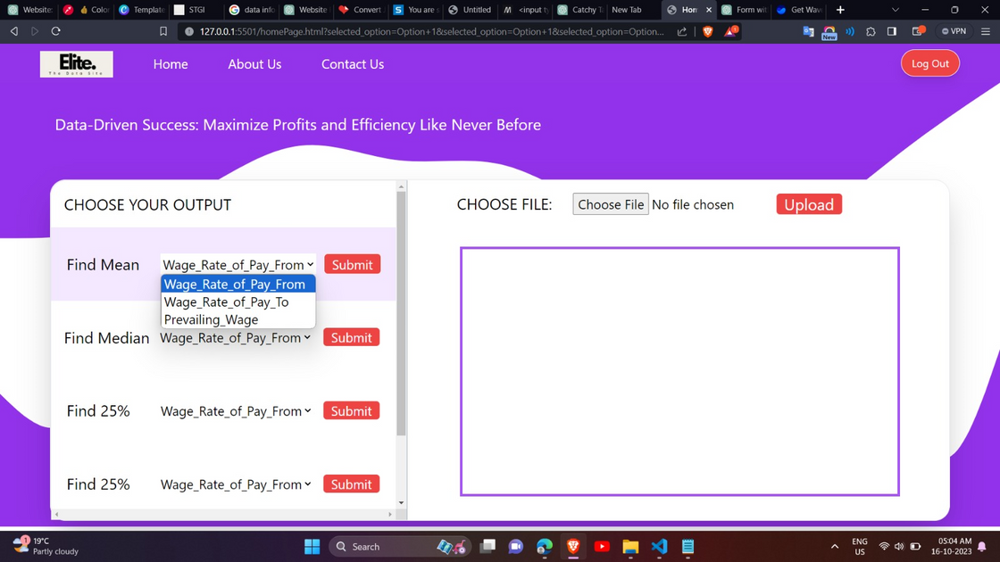 Website:
Color
Template
STGI
data info
Website
Convert
You are
Untitled
<input ty
Catchy T
New Tab
Hom
Form wit
Get Wav
127.0.0.1:5501/homePage.html?selected_option=Option+1&selected_option=Option+1&selected_option=Option...
New
VPN
Elite.
The Data Site
Home
About Us
Contact Us
Log Out
Data-Driven Success: Maximize Profits and Efficiency Like Never Before
CHOOSE YOUR OUTPUT
CHOOSE FILE:
Choose File No file chosen
Upload
Find Mean
Wage_Rate_of_Pay_From
Submit
Wage_Rate_of_Pay_From
Wage_Rate_of_Pay_To
Prevailing_Wage
Find Median
Wage_Rate_of_Pay_From
Submit
Find 25%
Wage_Rate_of_Pay_From
Submit
Find 25%
Wage_Rate_of_Pay_From
Submit
1
19°C
Partly cloudy
Search
ENG
US
05:04 AM
16-10-2023